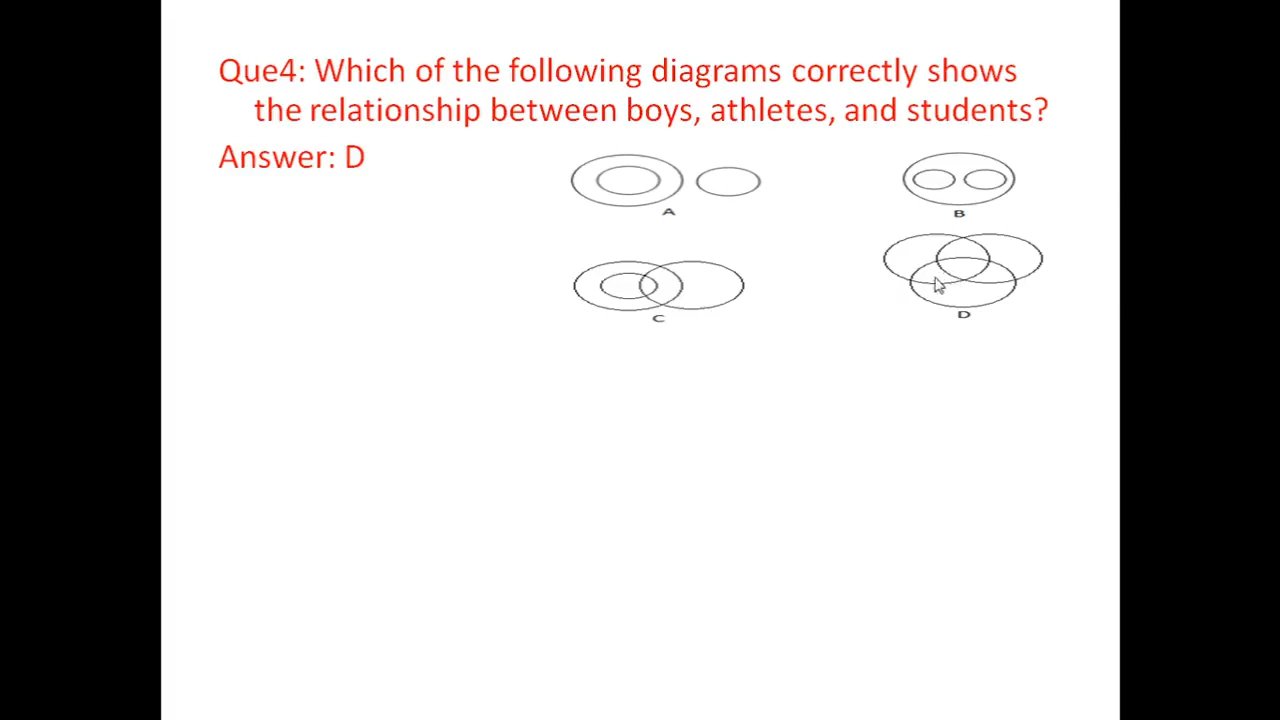 Que4: Which of the following diagrams correctly shows
the relationship between boys, athletes, and students?
Answer: D
A
B
C
D